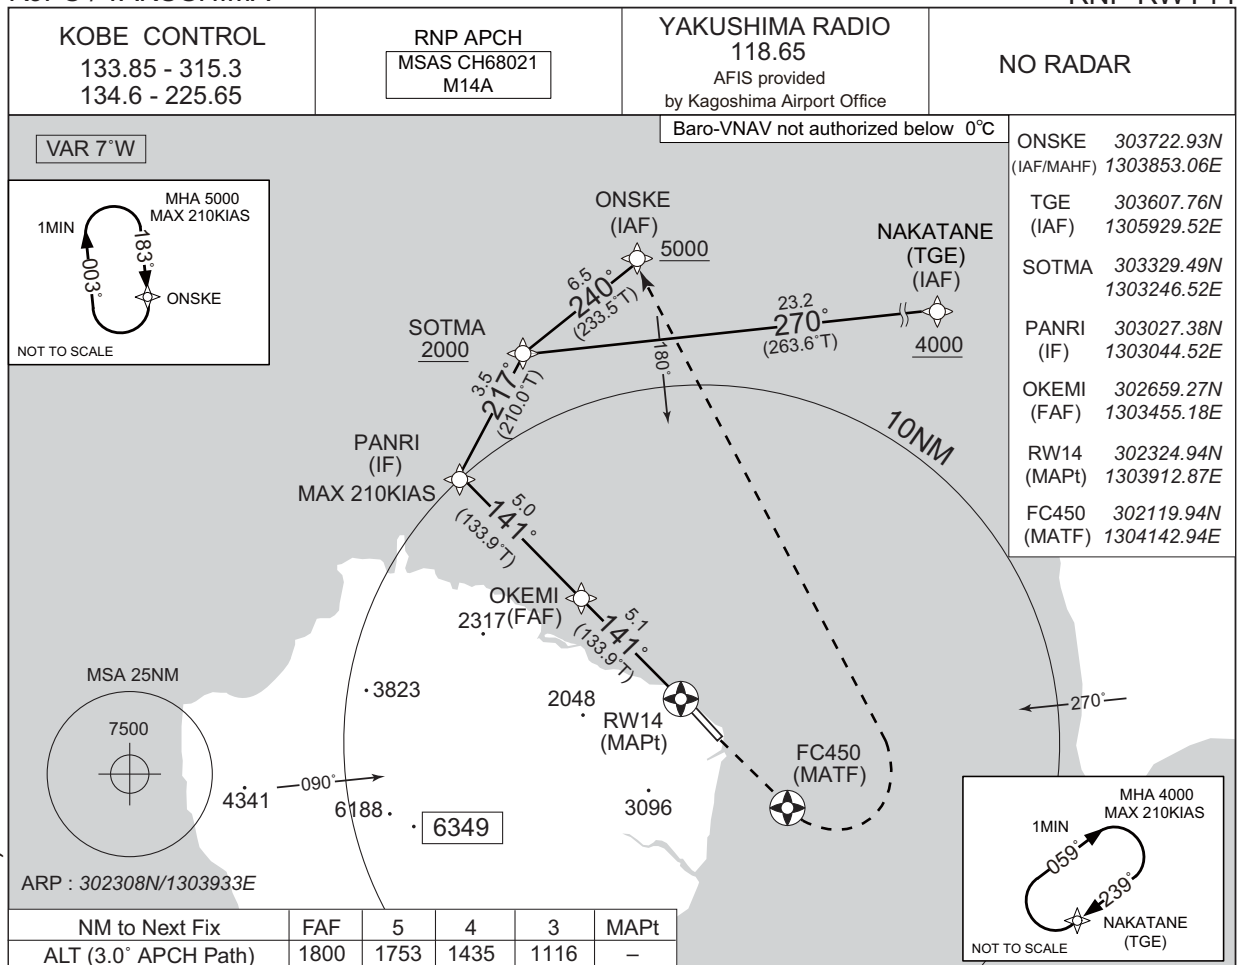 KOBE CONTROL
133.85 - 315.3
134.6 - 225.65
RNP APCH
MSAS CH68021
M14A
YAKUSHIMA RADIO
118.65
AFIS provided
by Kagoshima Airport Office
NO RADAR
Baro-VNAV not authorized below 0℃
VAR 7°W
MHA 5000
MAX 210KIAS
1MIN
183°
003°
ONSKE
NOT TO SCALE
ONSKE 303722.93N
(IAF/MAHF) 1303853.06E
TGE 303607.76N
(IAF) 1305929.52E
SOTMA 303329.49N
1303246.52E
PANRI 303027.38N
(IF) 1303044.52E
OKEMI 302659.27N
(FAF) 1303455.18E
RW14 302324.94N
(MAPt) 1303912.87E
FC450 302119.94N
(MATF) 1304142.94E
ONSKE
(IAF)
5000
NAKATANE
(TGE)
(IAF)
4000
6.5
240°
(233.5°T)
23.2
270°
(263.6°T)
SOTMA
2000
180°
3.5
217°
(210.0°T)
10NM
PANRI
(IF)
MAX 210KIAS
5.0
141°
(133.9°T)
OKEMI
(FAF)
2317
5.1
141°
(133.9°T)
3823
2048
RW14
(MAPt)
270°
FC450
(MATF)
MSA 25NM
7500
090°
4341
6188
6349
3096
MHA 4000
MAX 210KIAS
1MIN
059°
239°
NAKATANE
(TGE)
NOT TO SCALE
ARP : 302308N/1303933E
NM to Next Fix FAF 5 4 3 MAPt
ALT (3.0° APCH Path) 1800 1753 1435 1116 –